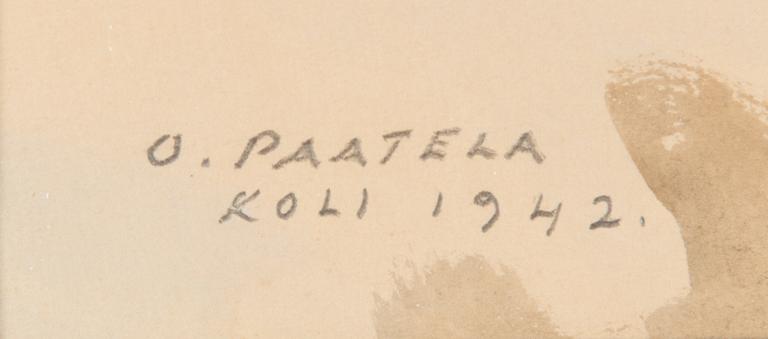 O. PAATELA
KOLI 1942.